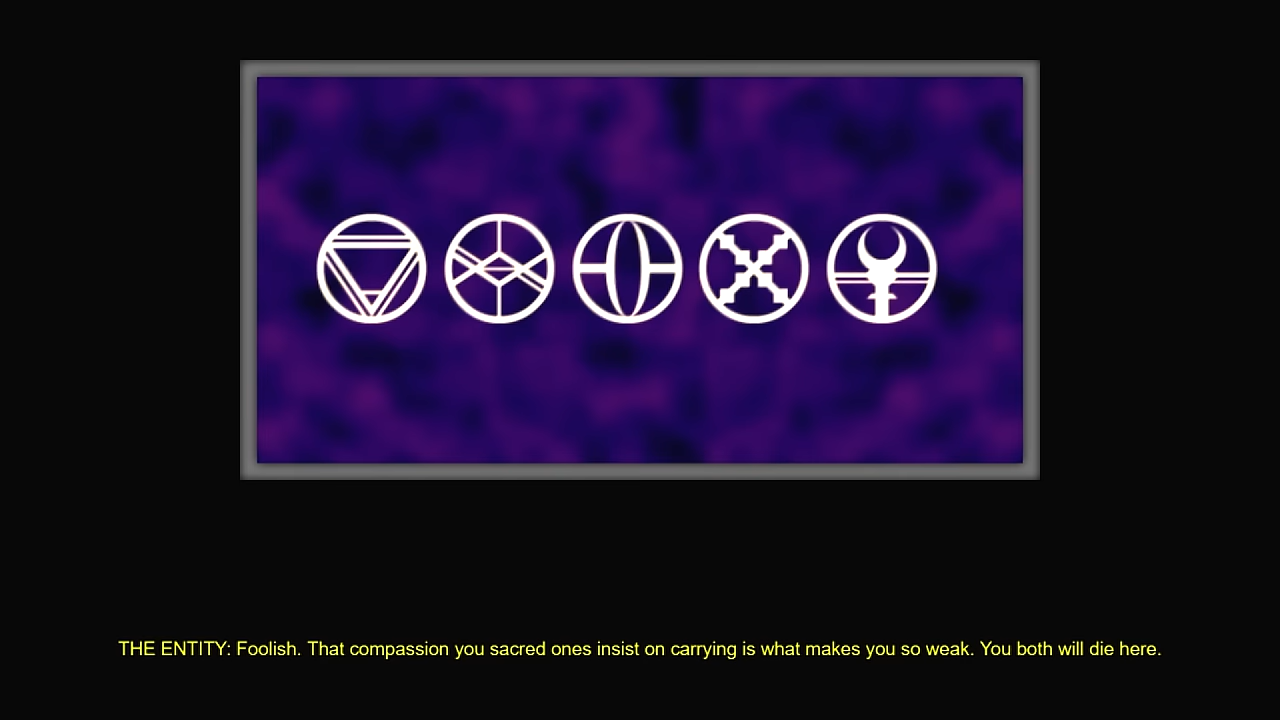 THE ENTITY: Foolish. That compassion you sacred ones insist on carrying is what makes you so weak. You both will die here.